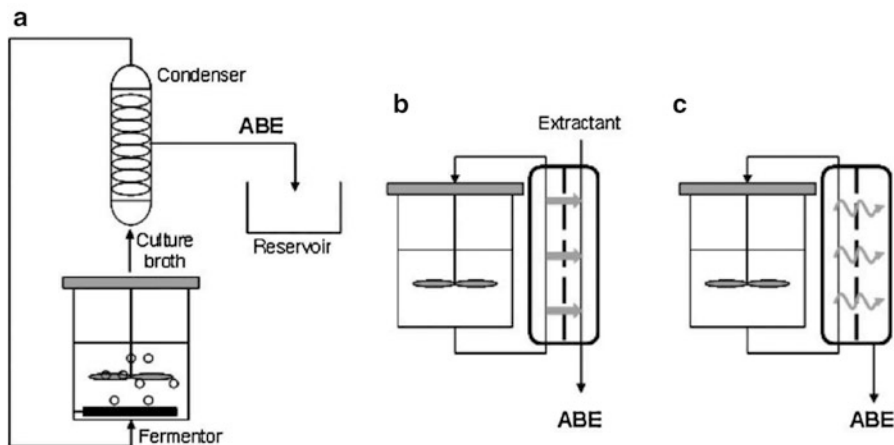 a
Condenser
ABE
Culture
broth
Reservoir
Fermentor
b
Extractant
ABE
c
ABE